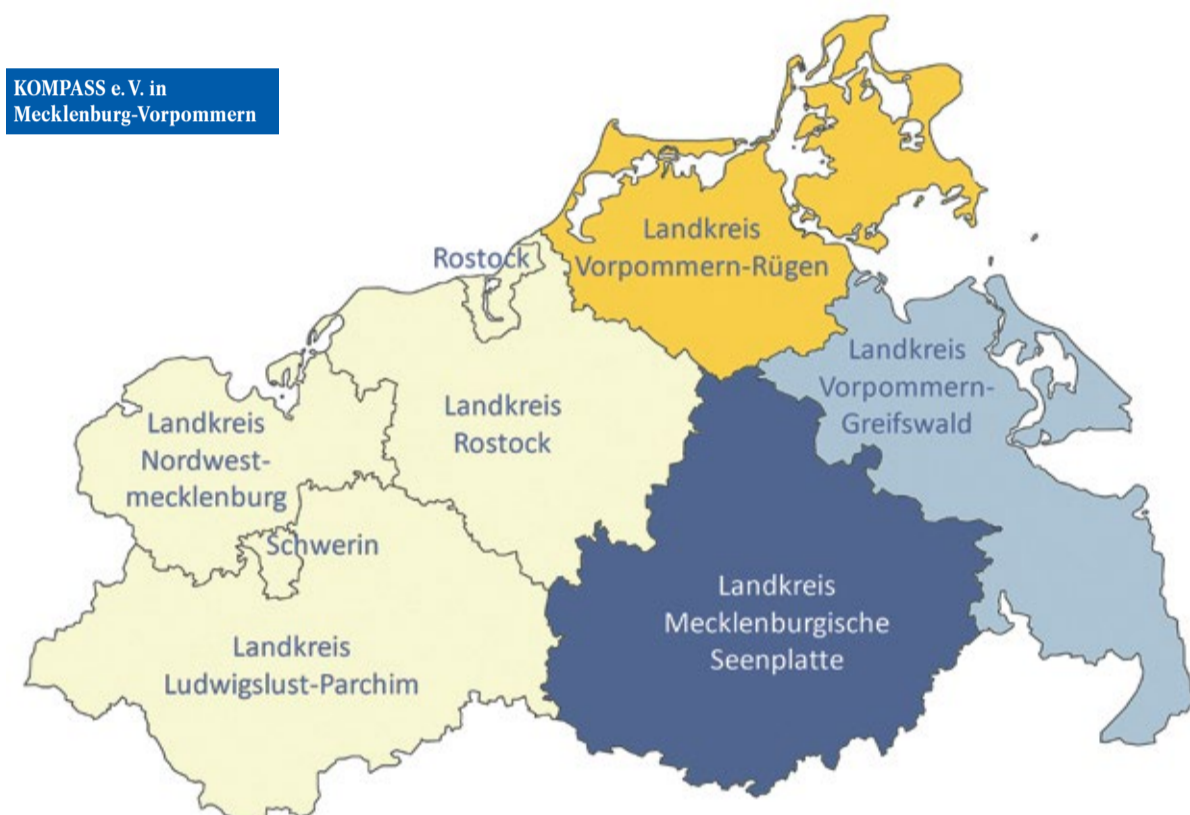 KOMPASS e. V. in
Mecklenburg-Vorpommern
Landkreis
Vorpommern-Rügen
Rostock
Landkreis
Vorpommern-
Greifswald
Landkreis
Rostock
Landkreis
Nordwest-
mecklenburg
Schwerin
Landkreis
Mecklenburgische
Seenplatte
Landkreis
Ludwigslust-Parchim